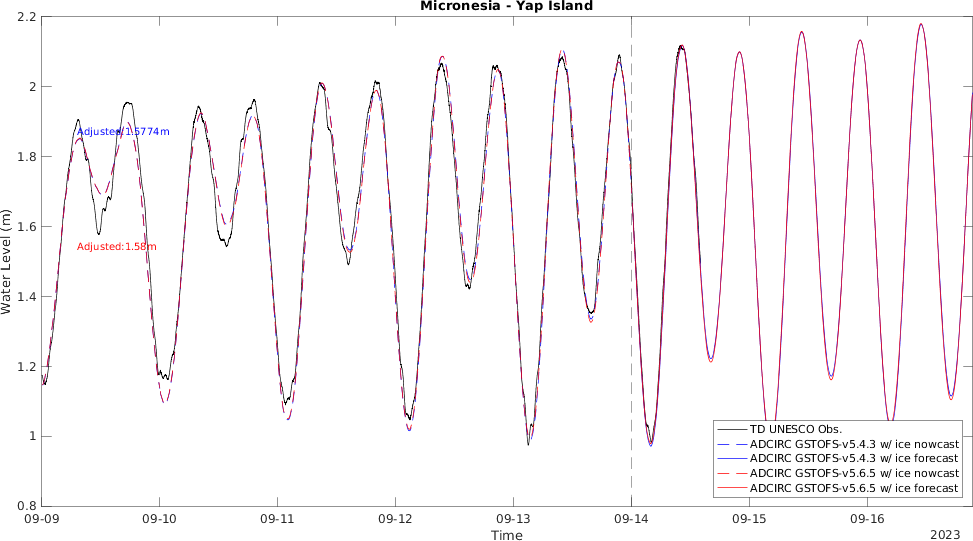 Micronesia - Yap Island
2.2
2
1.8
1.6
1.4
1.2
1
0.8
Water Level (m)
Adjusted:1.5774m
Adjusted:1.58m
TD UNESCO Obs.
ADCIRC GSTOFS-v5.4.3 w/ ice nowcast
ADCIRC GSTOFS-v5.4.3 w/ ice forecast
ADCIRC GSTOFS-v5.6.5 w/ ice nowcast
ADCIRC GSTOFS-v5.6.5 w/ ice forecast
09-09 09-10 09-11 09-12 09-13 09-14 09-15 09-16
Time
2023